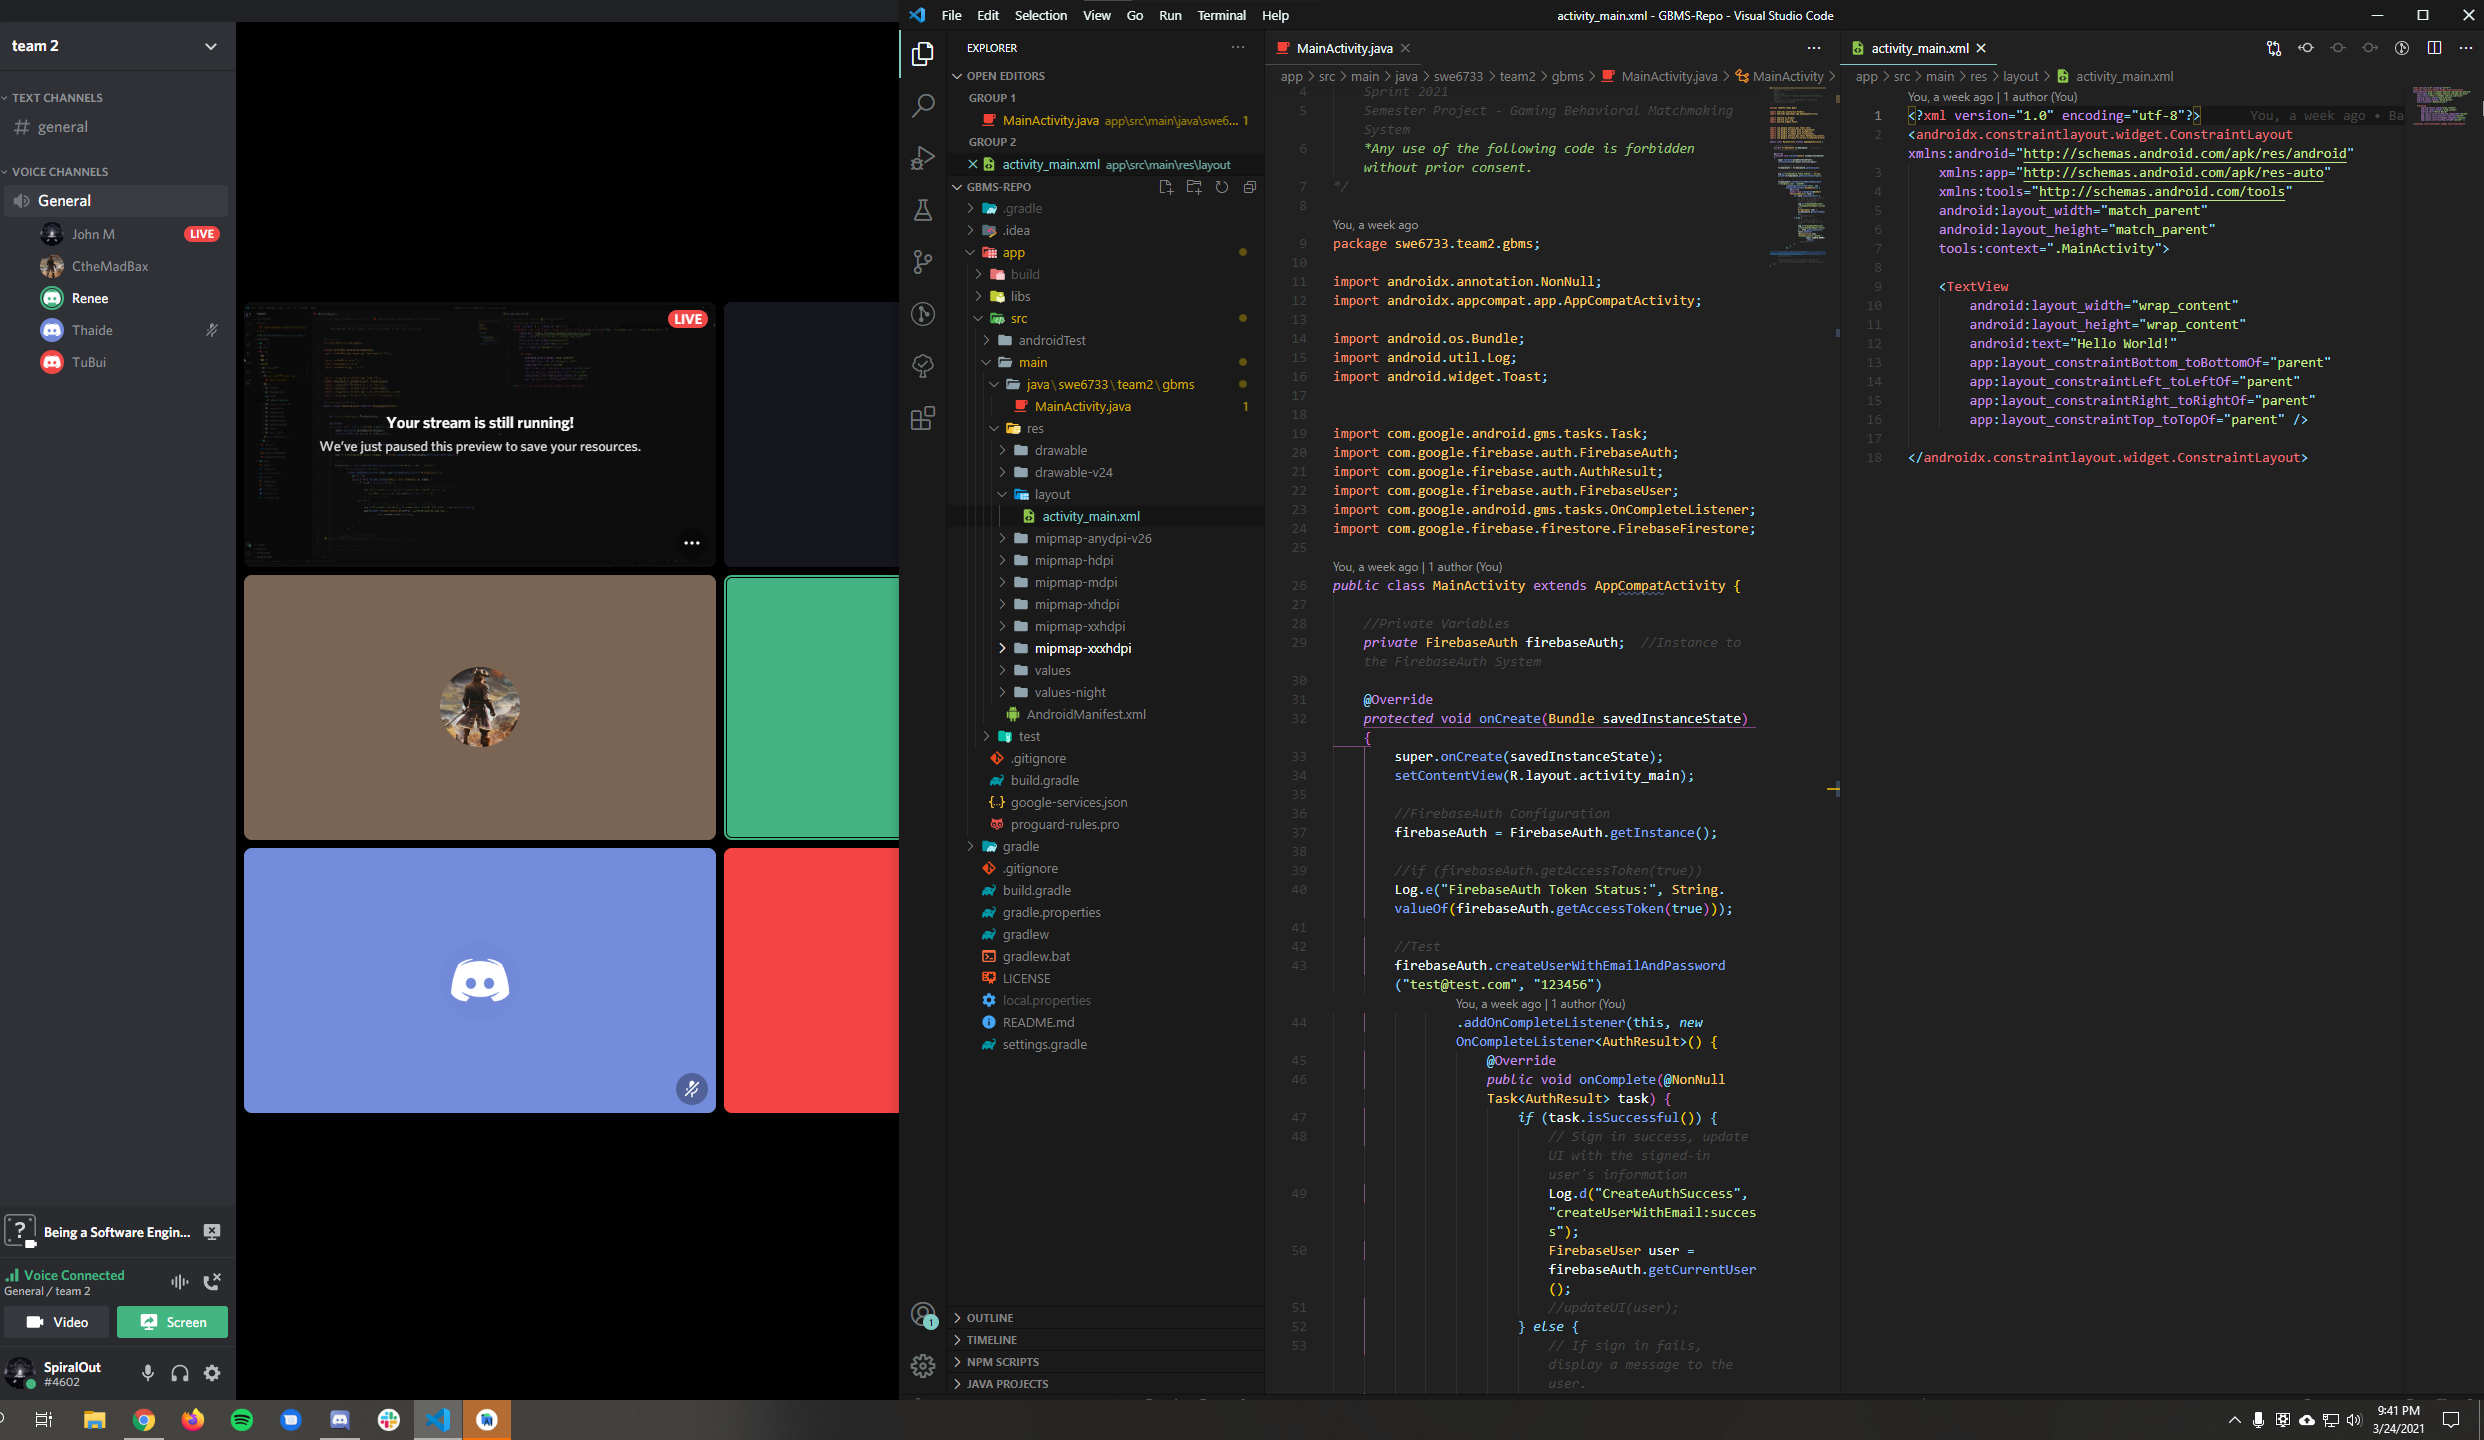 team 2
TEXT CHANNELS
# general
VOICE CHANNELS
General
John M LIVE
CtheMadBax
Renee
Thaide
TuBui
LIVE
Your stream is still running!
We've just paused this preview to save your resources.
Being a Software Engin...
Voice Connected
General / team 2
Video
Screen
SpiralOut
#4602
File Edit Selection View Go Run Terminal Help
activity_main.xml - GBMS-Repo - Visual Studio Code
EXPLORER
OPEN EDITORS
GROUP 1
MainActivity.java app\src\main\java\swe6... 1
GROUP 2
activity_main.xml app\src\main\res\layout
GBMS-REPO
.gradle
.idea
app
build
libs
src
androidTest
main
java\swe6733\team2\gbms
MainActivity.java 1
res
drawable
drawable-v24
layout
activity_main.xml
mipmap-anydpi-v26
mipmap-hdpi
mipmap-mdpi
mipmap-xhdpi
mipmap-xxhdpi
mipmap-xxxhdpi
values
values-night
AndroidManifest.xml
test
.gitignore
build.gradle
google-services.json
proguard-rules.pro
gradle
.gitignore
build.gradle
gradle.properties
gradlew
gradlew.bat
LICENSE
local.properties
README.md
settings.gradle
OUTLINE
TIMELINE
NPM SCRIPTS
JAVA PROJECTS
1
MainActivity.java
app > src > main > java > swe6733 > team2 > gbms > MainActivity.java > MainActivity >
4 Sprint 2021
5 Semester Project - Gaming Behavioral Matchmaking
System
6 *Any use of the following code is forbidden
without prior consent.
7 */
8
You, a week ago
9 package swe6733.team2.gbms;
10
11 import androidx.annotation.NonNull;
12 import androidx.appcompat.app.AppCompatActivity;
13
14 import android.os.Bundle;
15 import android.util.Log;
16 import android.widget.Toast;
17
18
19 import com.google.android.gms.tasks.Task;
20 import com.google.firebase.auth.FirebaseAuth;
21 import com.google.firebase.auth.AuthResult;
22 import com.google.firebase.auth.FirebaseUser;
23 import com.google.android.gms.tasks.OnCompleteListener;
24 import com.google.firebase.firestore.FirebaseFirestore;
25
You, a week ago | 1 author (You)
26 public class MainActivity extends AppCompatActivity {
27
28 //Private Variables
29 private FirebaseAuth firebaseAuth; //Instance to
the FirebaseAuth System
30
31 @Override
32 protected void onCreate(Bundle savedInstanceState)
{
33 super.onCreate(savedInstanceState);
34 setContentView(R.layout.activity_main);
35
36 //FirebaseAuth Configuration
37 firebaseAuth = FirebaseAuth.getInstance();
38
39 //if (firebaseAuth.getAccessToken(true))
40 Log.e("FirebaseAuth Token Status:", String.
valueOf(firebaseAuth.getAccessToken(true)));
41
42 //Test
43 firebaseAuth.createUserWithEmailAndPassword
("test@test.com", "123456")
You, a week ago | 1 author (You)
44 .addOnCompleteListener(this, new
OnCompleteListener<AuthResult>() {
45 @Override
46 public void onComplete(@NonNull
Task<AuthResult> task) {
47 if (task.isSuccessful()) {
48 // Sign in success, update
UI with the signed-in
user's information
49 Log.d("CreateAuthSuccess",
"createUserWithEmail:succes
s");
50 FirebaseUser user =
firebaseAuth.getCurrentUser
();
51 //updateUI(user);
52 } else {
53 // If sign in fails,
display a message to the
user.
activity_main.xml
app > src > main > res > layout > activity_main.xml
You, a week ago | 1 author (You)
1 <?xml version="1.0" encoding="utf-8"?> You, a week ago • Ba
2 <androidx.constraintlayout.widget.ConstraintLayout
xmlns:android="http://schemas.android.com/apk/res/android"
3 xmlns:app="http://schemas.android.com/apk/res-auto"
4 xmlns:tools="http://schemas.android.com/tools"
5 android:layout_width="match_parent"
6 android:layout_height="match_parent"
7 tools:context=".MainActivity">
8
9 <TextView
10 android:layout_width="wrap_content"
11 android:layout_height="wrap_content"
12 android:text="Hello World!"
13 app:layout_constraintBottom_toBottomOf="parent"
14 app:layout_constraintLeft_toLeftOf="parent"
15 app:layout_constraintRight_toRightOf="parent"
16 app:layout_constraintTop_toTopOf="parent" />
17
18 </androidx.constraintlayout.widget.ConstraintLayout>
9:41 PM
3/24/2021